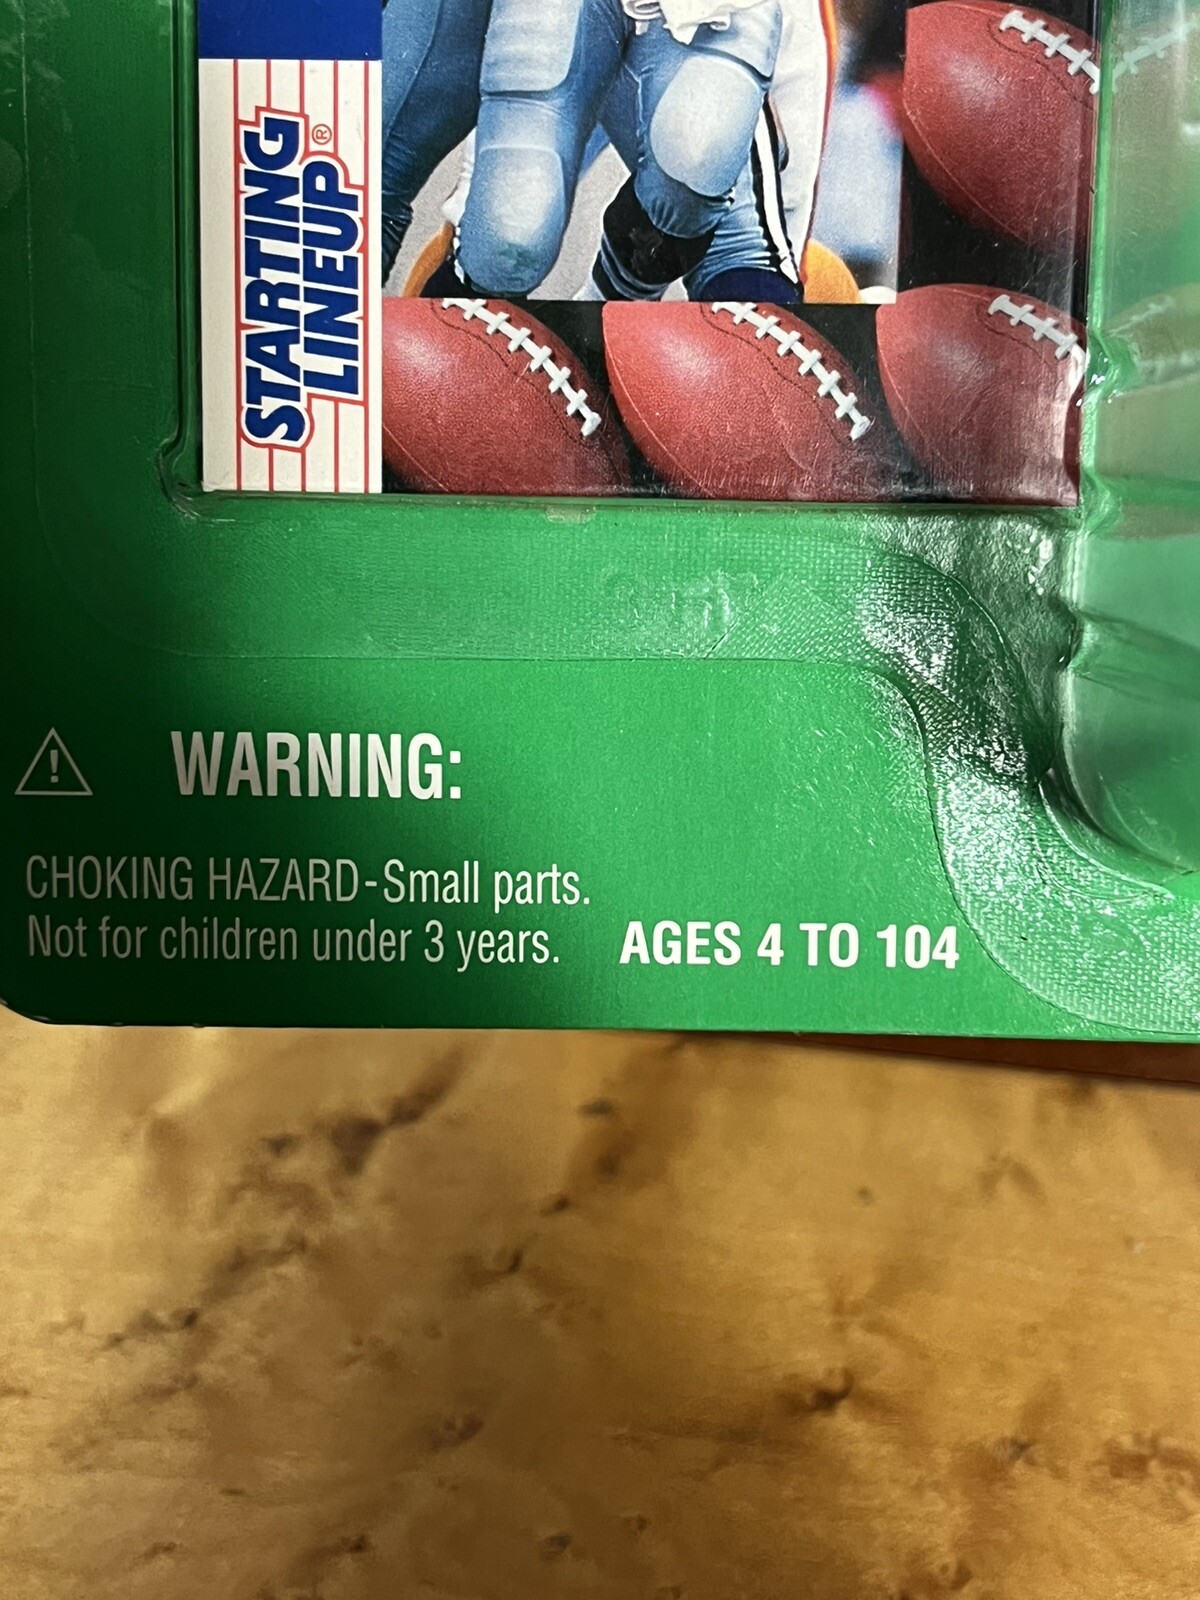 STARTING
LINEUP®
WARNING:
CHOKING HAZARD-Small parts.
Not for children under 3 years.
AGES 4 TO 104